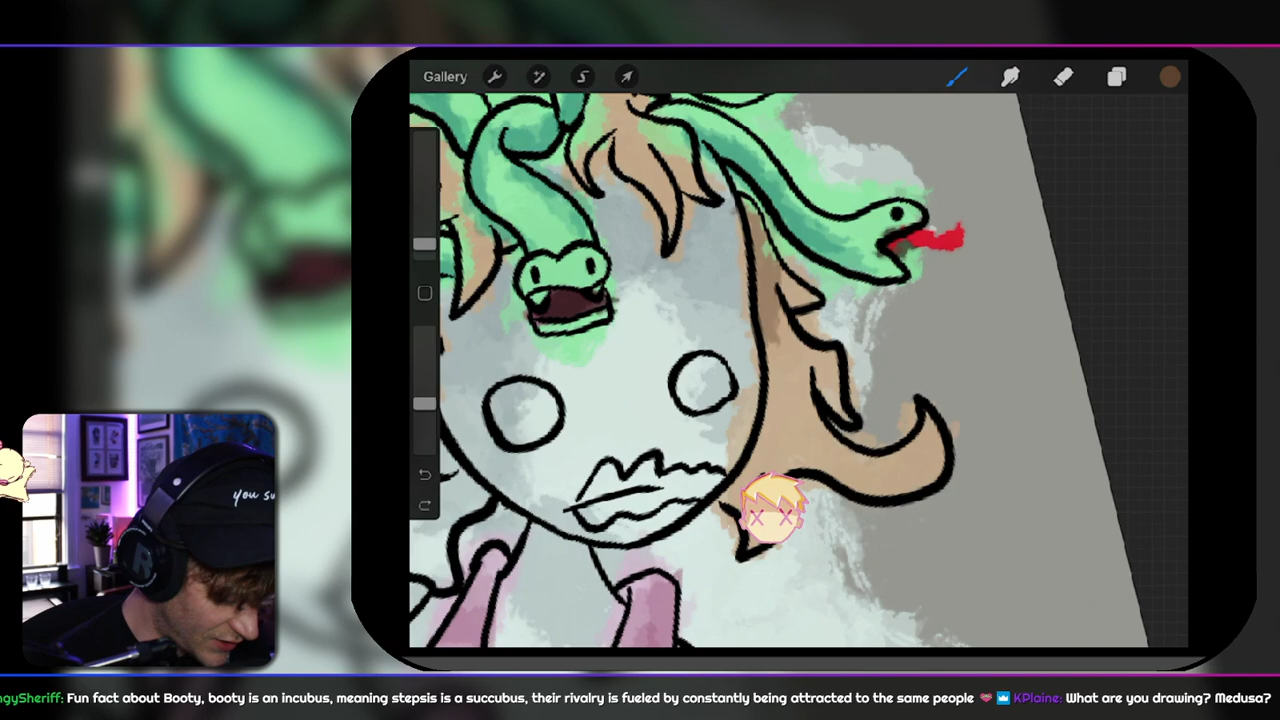 Gallery
you su
ngySheriff: Fun fact about Booty, booty is an incubus, meaning stepsis is a succubus, their rivalry is fueled by constantly being attracted to the same people KPlaine: What are you drawing? Medusa?